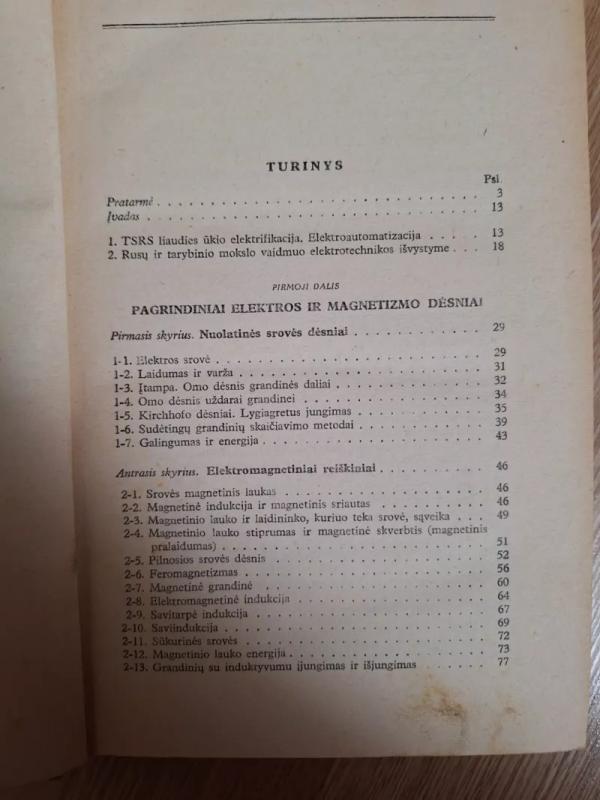 TURINYS
Psl.
Pratarmė . . . . . . . . . . . . . . . . . . . . . . . . 3
Įvadas . . . . . . . . . . . . . . . . . . . . . . . . 13
1. TSRS liaudies ūkio elektrifikacija. Elektroautomatizacija . . . . . 13
2. Rusų ir tarybinio mokslo vaidmuo elektrotechnikos išvystyme . . . 18
PIRMOJI DALIS
PAGRINDINIAI ELEKTROS IR MAGNETIZMO DĖSNIAI
Pirmasis skyrius. Nuolatinės srovės dėsniai . . . . . . . . . . . 29
1-1. Elektros srovė . . . . . . . . . . . . . . . . . . . . 29
1-2. Laidumas ir varža . . . . . . . . . . . . . . . . . . . 31
1-3. Įtampa. Omo dėsnis grandinės daliai . . . . . . . . . . . . 32
1-4. Omo dėsnis uždarai grandinei . . . . . . . . . . . . . . . 34
1-5. Kirchhofo dėsniai. Lygiagretus jungimas . . . . . . . . . . . 35
1-6. Sudėtingų grandinių skaičiavimo metodai . . . . . . . . . . . 39
1-7. Galingumas ir energija . . . . . . . . . . . . . . . . . . 43
Antrasis skyrius. Elektromagnetiniai reiškiniai . . . . . . . . . 46
2-1. Srovės magnetinis laukas . . . . . . . . . . . . . . . . . 46
2-2. Magnetinė indukcija ir magnetinis sriautas . . . . . . . . . . 46
2-3. Magnetinio lauko ir laidininko, kuriuo teka srovė, sąveika . . . 49
2-4. Magnetinio lauko stiprumas ir magnetinė skverbtis (magnetinis
pralaidumas) . . . . . . . . . . . . . . . . . . . . . 51
2-5. Pilnosios srovės dėsnis . . . . . . . . . . . . . . . . . 52
2-6. Feromagnetizmas . . . . . . . . . . . . . . . . . . . . 56
2-7. Magnetinė grandinė . . . . . . . . . . . . . . . . . . . 60
2-8. Elektromagnetinė indukcija . . . . . . . . . . . . . . . . 64
2-9. Savitarpė indukcija . . . . . . . . . . . . . . . . . . . 67
2-10. Saviindukcija . . . . . . . . . . . . . . . . . . . . . 69
2-11. Sūkurinės srovės . . . . . . . . . . . . . . . . . . . . 72
2-12. Magnetinio lauko energija . . . . . . . . . . . . . . . . 73
2-13. Grandinių su induktyvumu įjungimas ir išjungimas . . . . . . 77